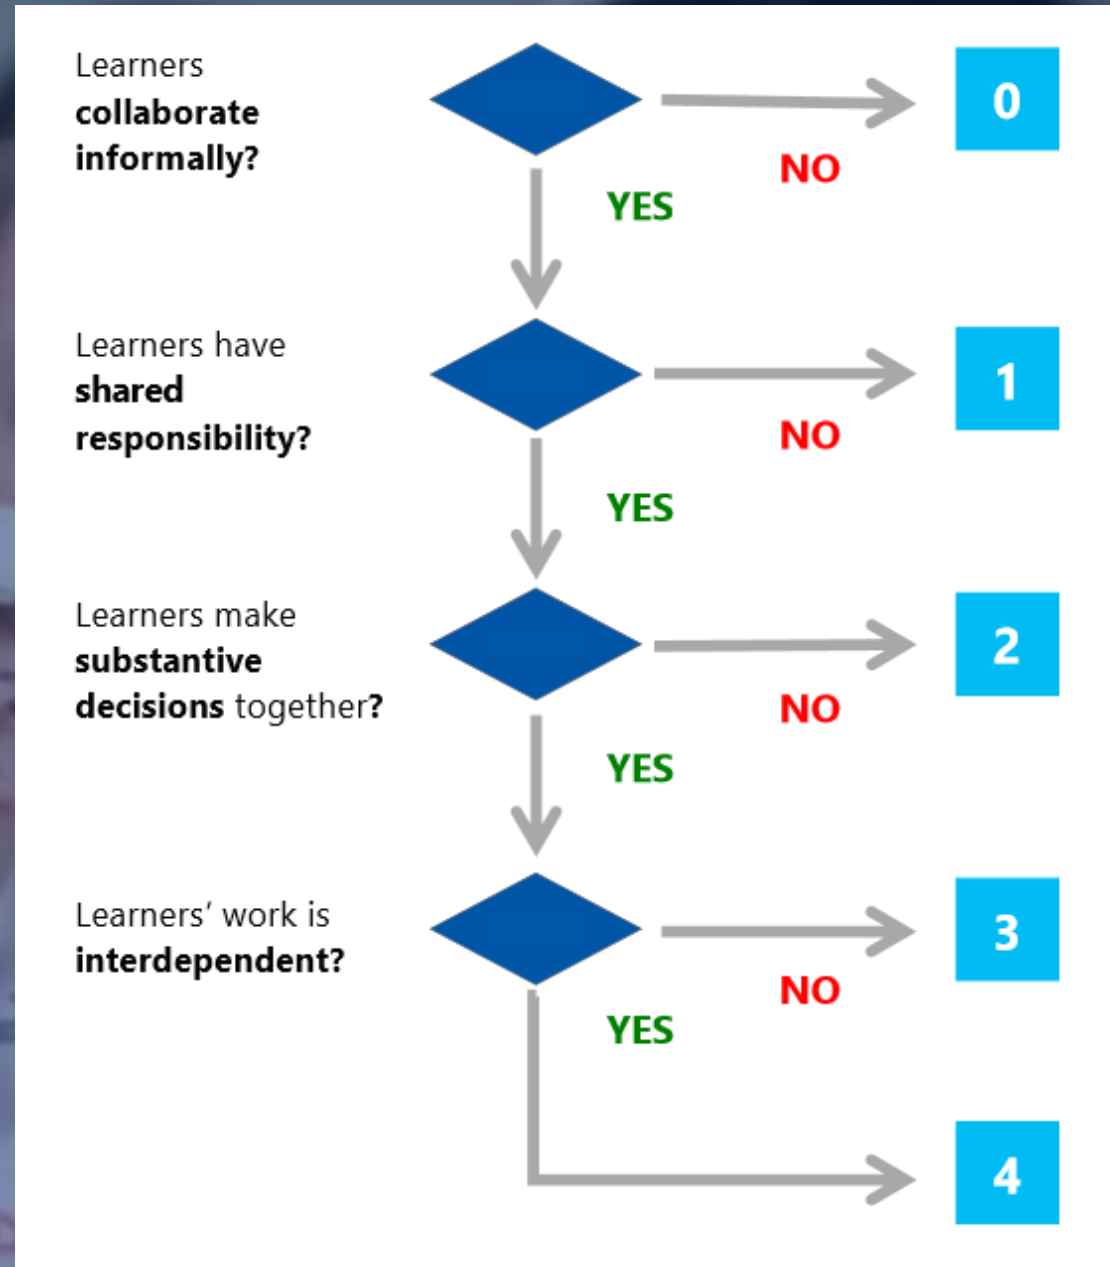 Learners
collaborate
informally?
0
NO
YES
Learners have
shared
responsibility?
1
NO
YES
Learners make
substantive
decisions together?
2
NO
YES
Learners’ work is
interdependent?
3
NO
YES
4